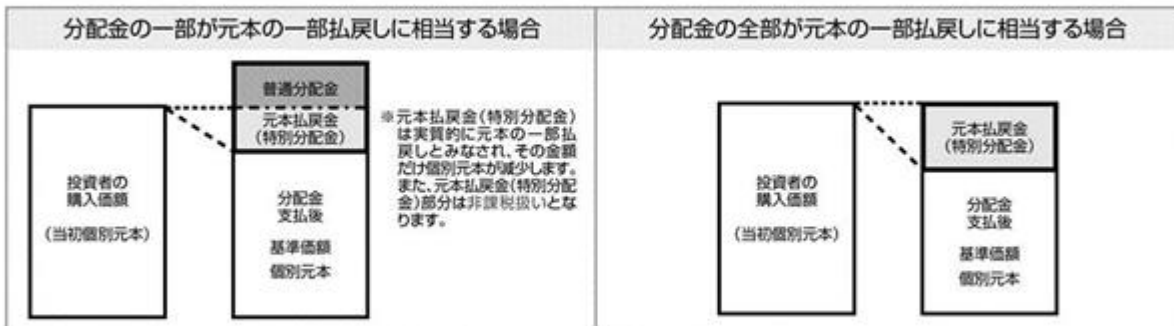 分配金の一部が元本の一部払戻しに相当する場合
投資者の
購入価額
(当初個別元本)
普通分配金
元本払戻金
(特別分配金)
分配金
支払後
基準価額
個別元本
※元本払戻金(特別分配金)
は実質的に元本の一部払
戻しとみなされ、その金額
だけ個別元本が減少します。
また、元本払戻金(特別分配
金)部分は非課税扱いとな
ります。
分配金の全部が元本の一部払戻しに相当する場合
投資者の
購入価額
(当初個別元本)
元本払戻金
(特別分配金)
分配金
支払後
基準価額
個別元本